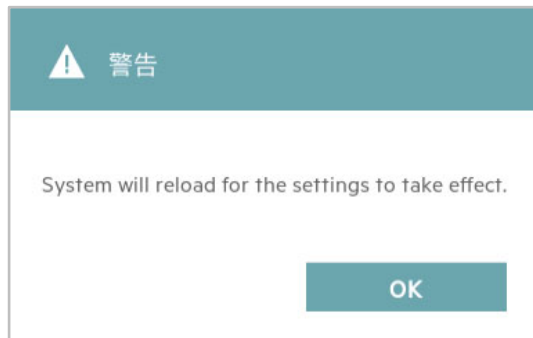 警告
System will reload for the settings to take effect.
OK